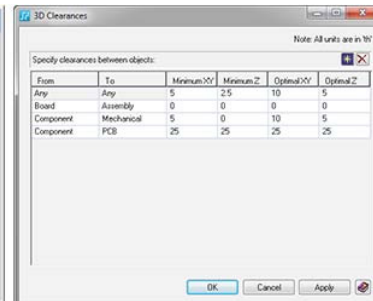 3D Clearances
Note: All units are in 'th'
Specify clearances between objects:
From To Minimum XY Minimum Z Optimal XY Optimal Z
Any Any 5 2.5 10 5
Board Assembly 0 0 0 0
Component Mechanical 5 0 10 5
Component PCB 25 25 25 25
OK Cancel Apply